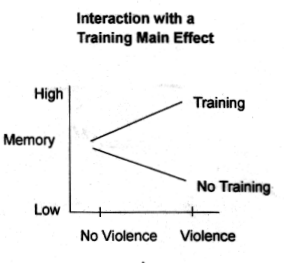 Interaction with a
Training Main Effect
High
Training
Memory
No Training
Low
No Violence
Violence